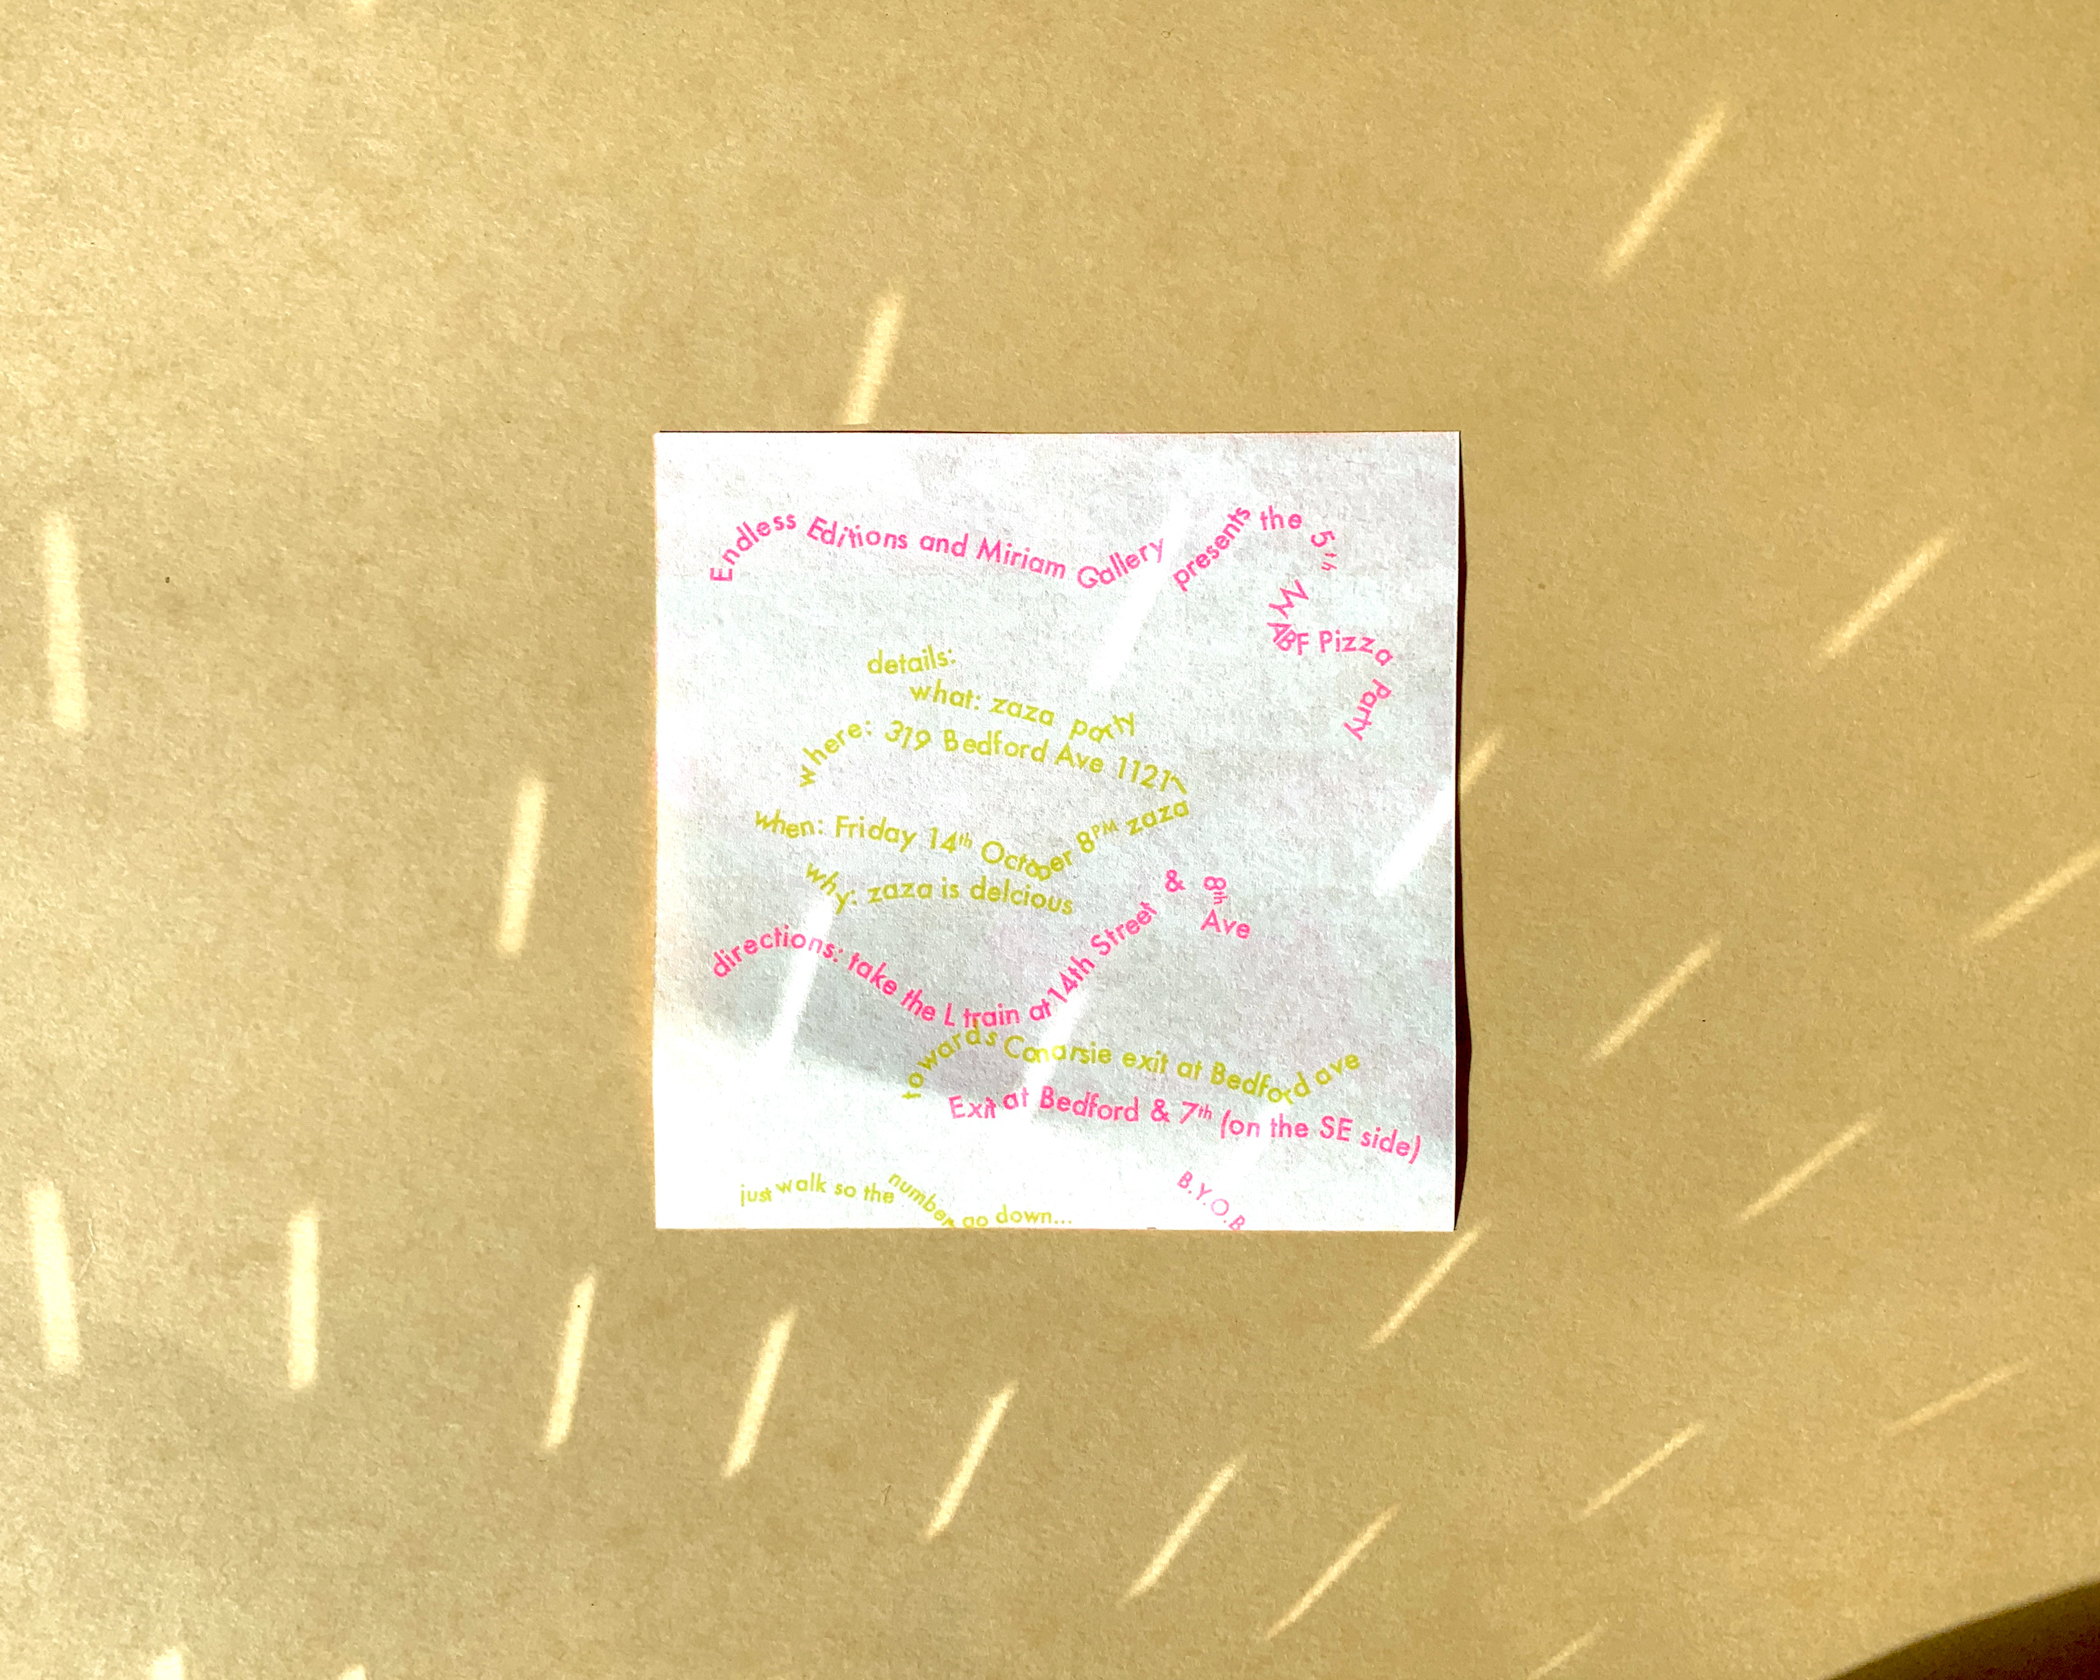 Endless Editions and Miriam Gallery presents the 5th NYABF Pizza Party
details:
what: zaza party
where: 319 Bedford Ave 11211
when: Friday 14th October 8PM zaza
why: zaza is delcious
directions: take the L train at 14th Street & 8th Ave
towards Canarsie exit at Bedford ave
Exit at Bedford & 7th (on the SE side)
just walk so the number go down...
B.Y.O.B